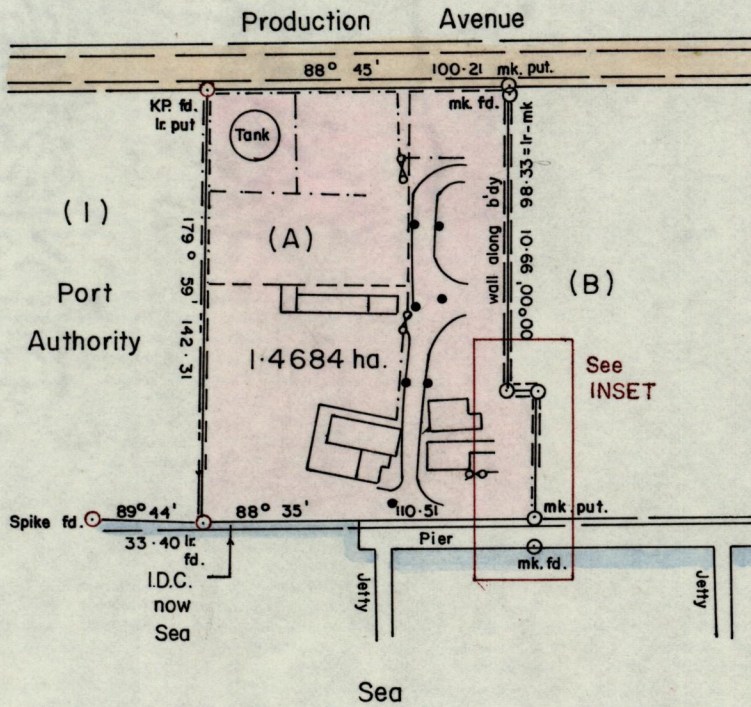 Production Avenue
88° 45' 100·21 mk. put.
KP. fd.
Ir. put
mk. fd.
Tank
(1)
Port
Authority
(A)
(B)
179° 59' 142·31
wall along b'dy
00°00' 99·01 98·33=Ir-mk
1·4684 ha.
See
INSET
Spike fd.
89° 44'
33·40 Ir.
fd.
88° 35' 110·51
mk. put.
Pier
mk. fd.
I.D.C.
now
Sea
Jetty
Jetty
Sea